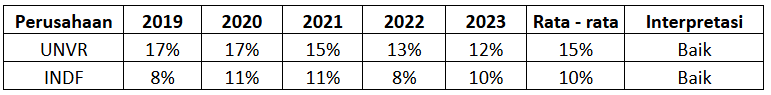 Perusahaan 2019 2020 2021 2022 2023 Rata - rata Interpretasi
UNVR 17% 17% 15% 13% 12% 15% Baik
INDF 8% 11% 11% 8% 10% 10% Baik